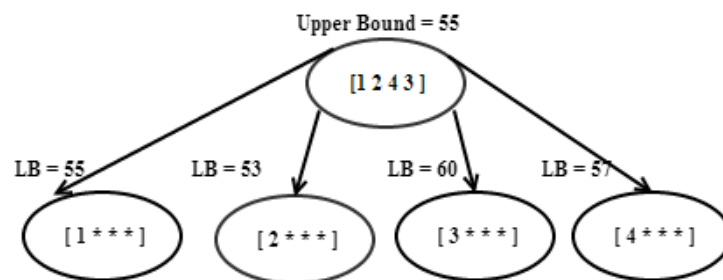 Upper Bound = 55
[1 2 4 3 ]
LB = 55
LB = 53
LB = 60
LB = 57
[ 1 * * * ]
[ 2 * * * ]
[ 3 * * * ]
[ 4 * * * ]